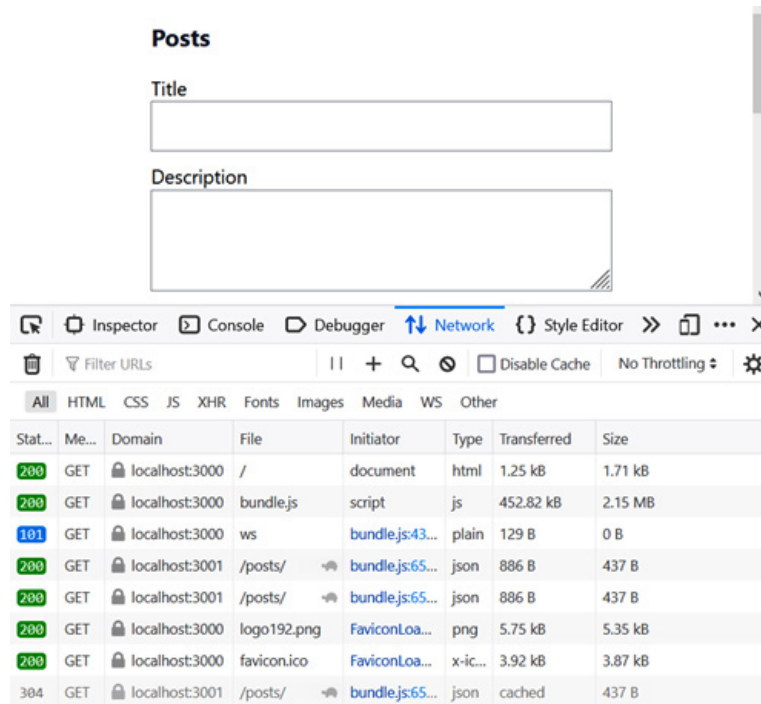 Posts
Title
Description
Inspector Console Debugger Network {} Style Editor
Filter URLs Disable Cache No Throttling
All HTML CSS JS XHR Fonts Images Media WS Other
Stat... Me... Domain File Initiator Type Transferred Size
200 GET localhost:3000 / document html 1.25 kB 1.71 kB
200 GET localhost:3000 bundle.js script js 452.82 kB 2.15 MB
101 GET localhost:3000 ws bundle.js:43... plain 129 B 0 B
200 GET localhost:3001 /posts/ bundle.js:65... json 886 B 437 B
200 GET localhost:3001 /posts/ bundle.js:65... json 886 B 437 B
200 GET localhost:3000 logo192.png FaviconLoa... png 5.75 kB 5.35 kB
200 GET localhost:3000 favicon.ico FaviconLoa... x-ic... 3.92 kB 3.87 kB
304 GET localhost:3001 /posts/ bundle.js:65... json cached 437 B